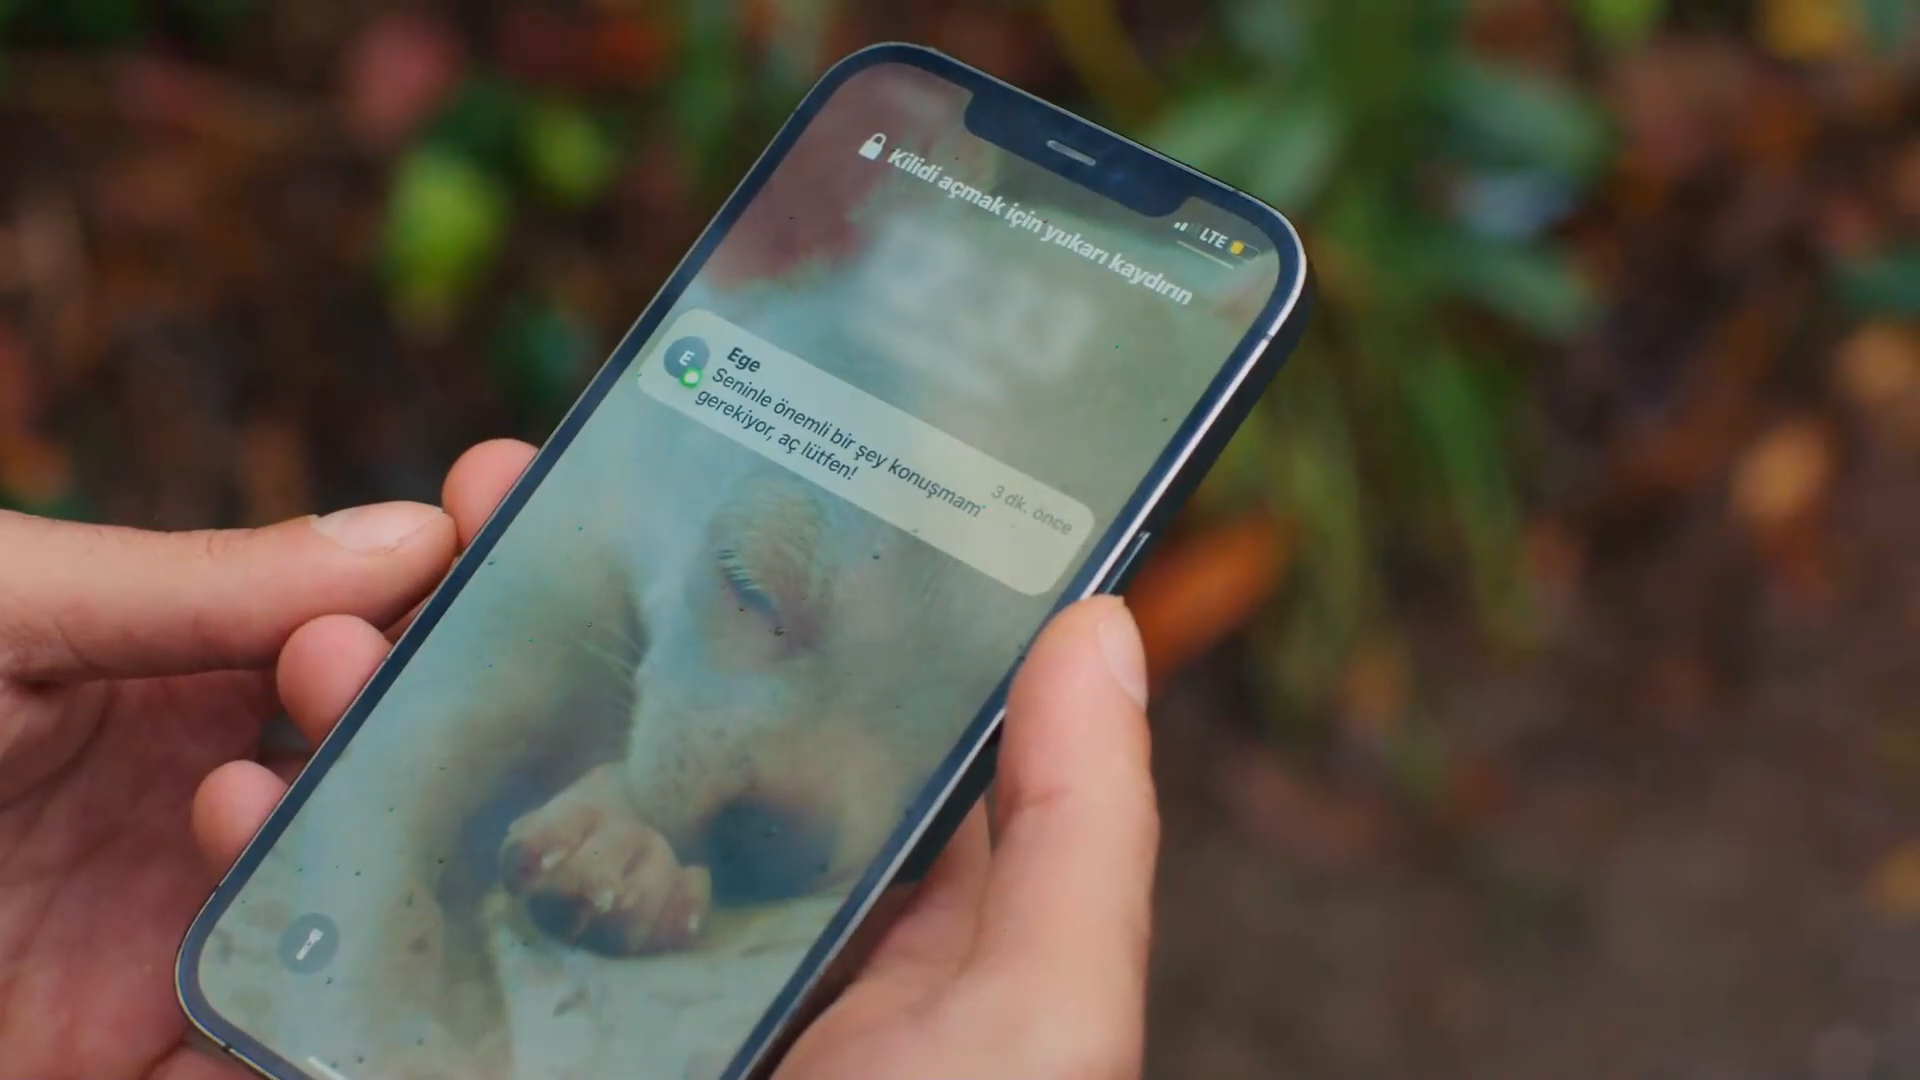 Kilidi açmak için yukarı kaydırın
LTE
E
Ege
Seninle önemli bir şey konuşmam
gerekiyor, aç lütfen!
3 dk. önce